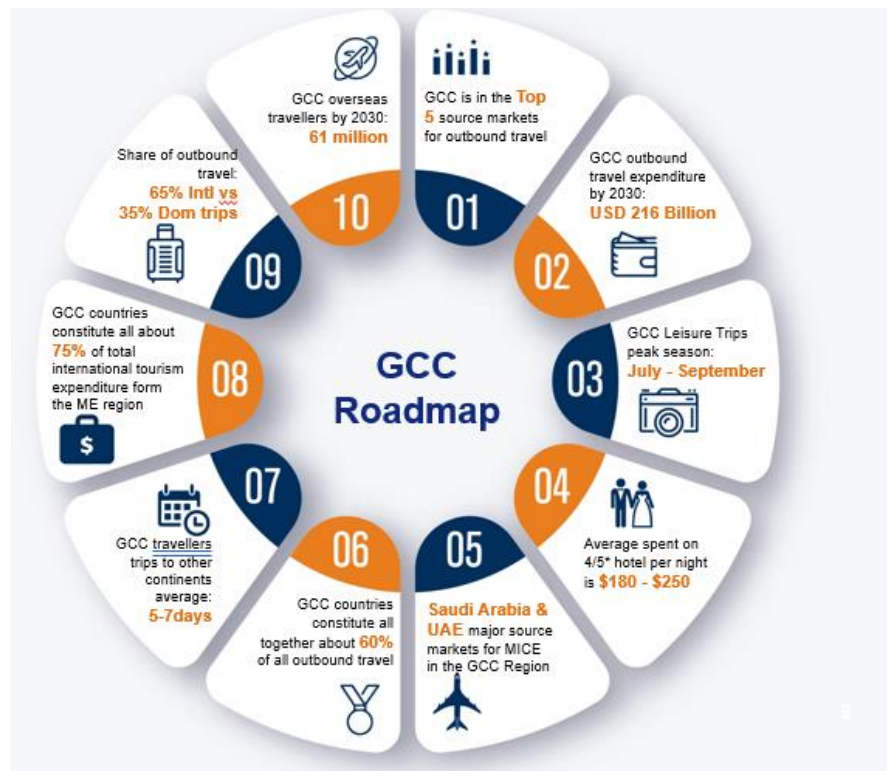 GCC Roadmap
01
GCC is in the Top
5 source markets
for outbound travel
02
GCC outbound
travel expenditure
by 2030:
USD 216 Billion
03
GCC Leisure Trips
peak season:
July - September
04
Average spent on
4/5* hotel per night
is $180 - $250
05
Saudi Arabia &
UAE major source
markets for MICE
in the GCC Region
06
GCC countries
constitute all
together about 60%
of all outbound travel
07
GCC travellers
trips to other
continents
average:
5-7days
08
GCC countries
constitute all about
75% of total
international tourism
expenditure form
the ME region
$
09
Share of outbound
travel:
65% Intl vs
35% Dom trips
10
GCC overseas
travellers by 2030:
61 million